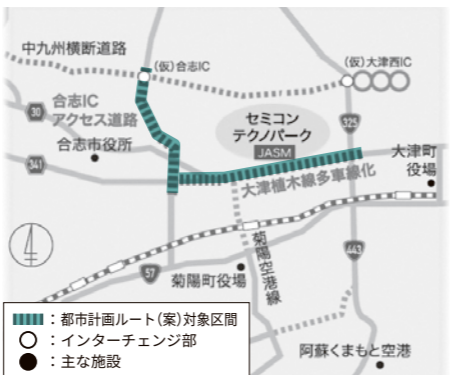 中九州横断道路
(仮)合志IC
(仮)大津西IC
30
合志IC
アクセス道路
合志市役所
341
セミコン
テクノパーク
JASM
325
大津町
役場
大津植木線多車線化
菊陽空港線
443
57
菊陽町役場
阿蘇くまもと空港
:都市計画ルート(案)対象区間
:インターチェンジ部
:主な施設